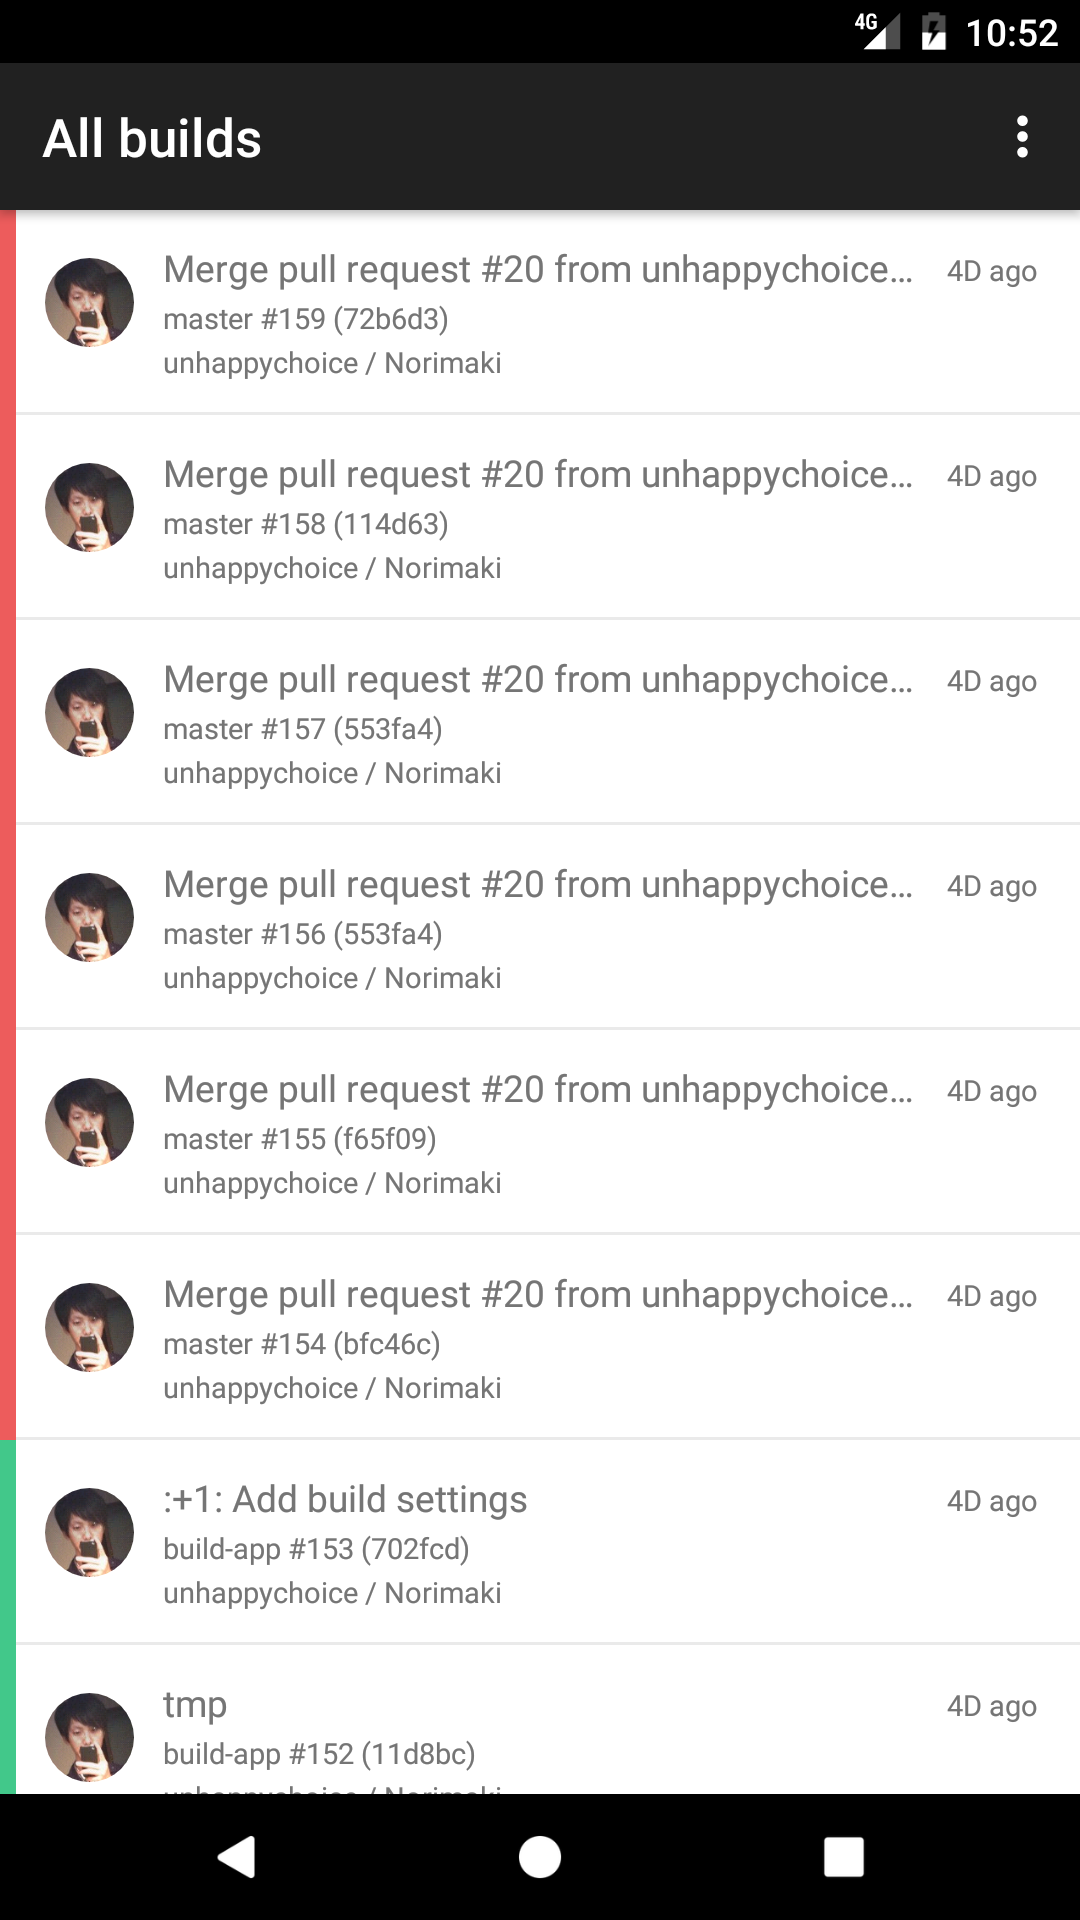 4G 10:52
All builds
Merge pull request #20 from unhappychoice... 4D ago
master #159 (72b6d3)
unhappychoice / Norimaki
Merge pull request #20 from unhappychoice... 4D ago
master #158 (114d63)
unhappychoice / Norimaki
Merge pull request #20 from unhappychoice... 4D ago
master #157 (553fa4)
unhappychoice / Norimaki
Merge pull request #20 from unhappychoice... 4D ago
master #156 (553fa4)
unhappychoice / Norimaki
Merge pull request #20 from unhappychoice... 4D ago
master #155 (f65f09)
unhappychoice / Norimaki
Merge pull request #20 from unhappychoice... 4D ago
master #154 (bfc46c)
unhappychoice / Norimaki
:+1: Add build settings 4D ago
build-app #153 (702fcd)
unhappychoice / Norimaki
tmp 4D ago
build-app #152 (11d8bc)
unhappychoice / Norimaki